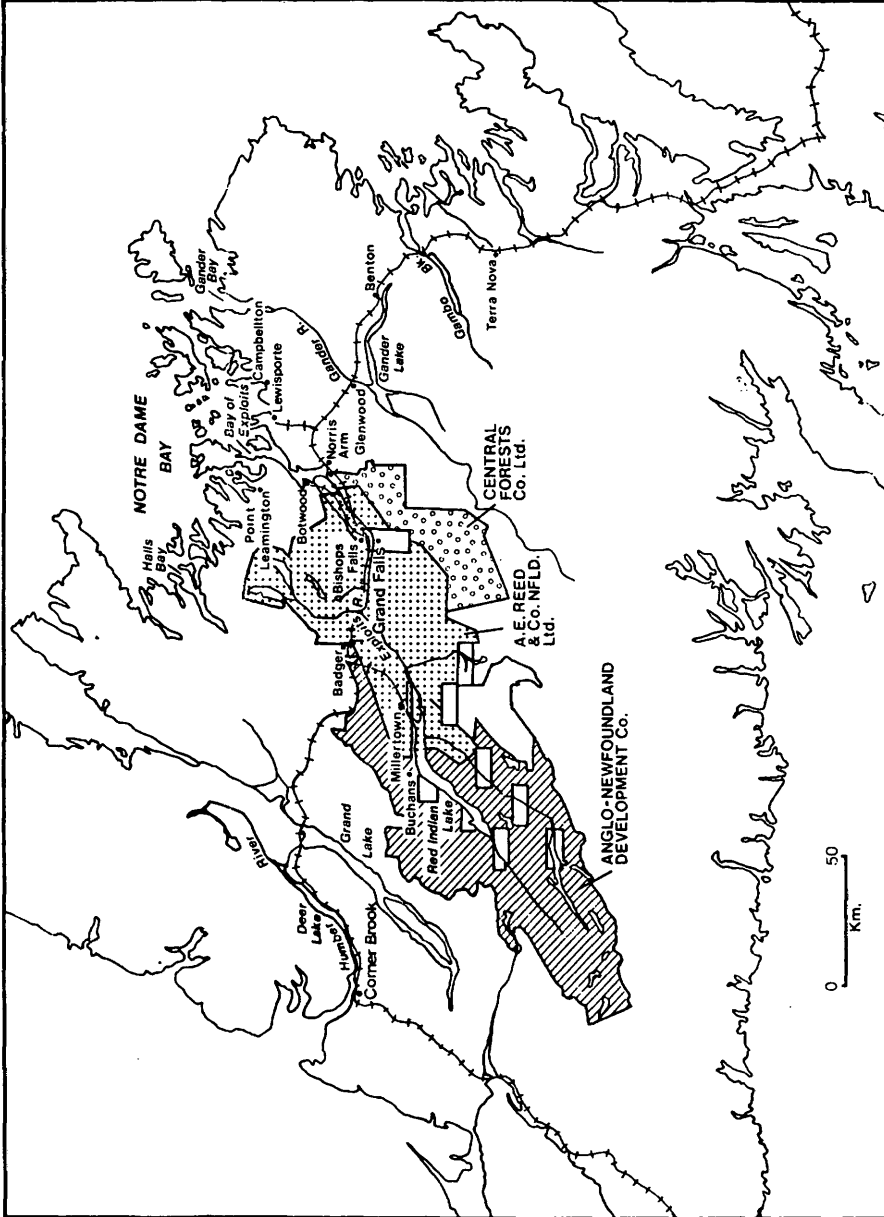 NOTRE DAME
BAY
Halls
Bay
Gander
Bay
Point
Leamington
Bay of
Exploits
Campbellton
Lewisporte
Botwood
Norris
Arm
Glenwood
Gander R.
Gander
Lake
Benton
Gambo
Bk.
Terra Nova
Bishops
Falls
Exploits R.
Grand Falls
Badger
Millertown
Buchans
Red Indian
Lake
Grand
Lake
River
Deer
Lake
Humber
Corner Brook
CENTRAL
FORESTS
Co. Ltd.
A.E. REED
& Co. NFLD.
Ltd.
ANGLO-NEWFOUNDLAND
DEVELOPMENT Co.
0 50
Km.